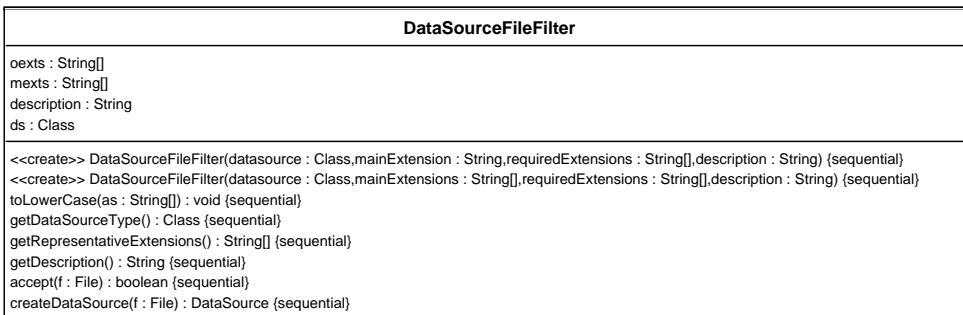 DataSourceFileFilter
oexts : String[]
mexts : String[]
description : String
ds : Class
<<create>> DataSourceFileFilter(datasource : Class,mainExtension : String,requiredExtensions : String[],description : String) {sequential}
<<create>> DataSourceFileFilter(datasource : Class,mainExtensions : String[],requiredExtensions : String[],description : String) {sequential}
toLowerCase(as : String[]) : void {sequential}
getDataSourceType() : Class {sequential}
getRepresentativeExtensions() : String[] {sequential}
getDescription() : String {sequential}
accept(f : File) : boolean {sequential}
createDataSource(f : File) : DataSource {sequential}